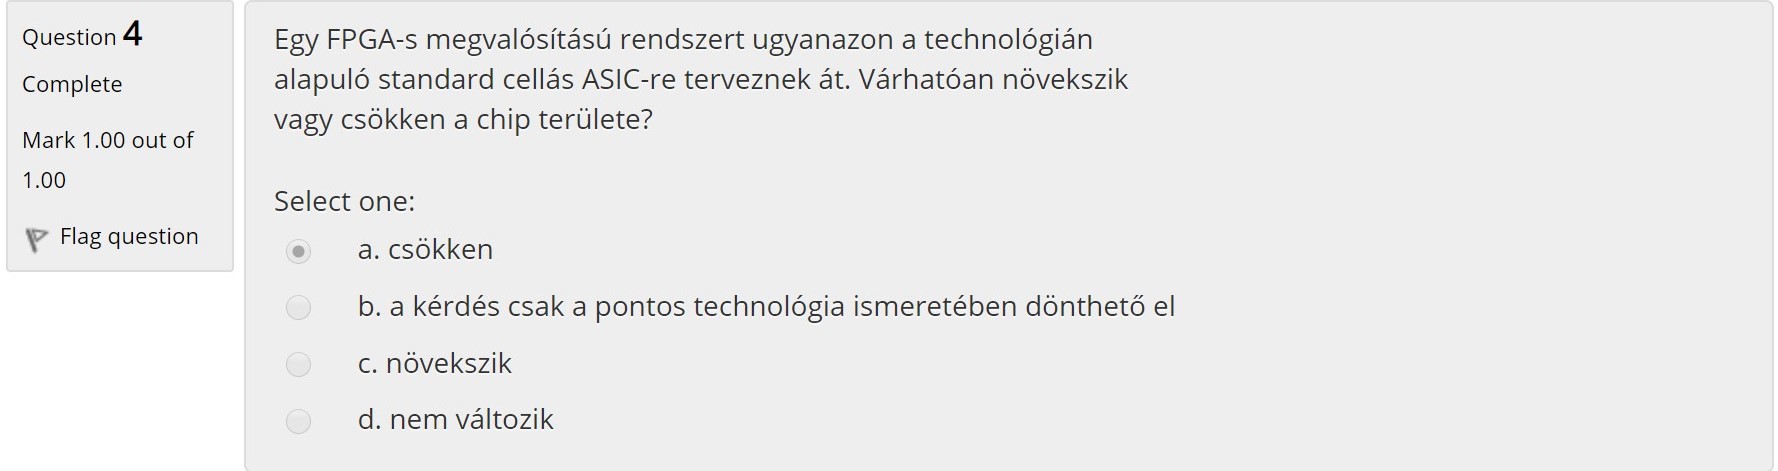 Question 4
Complete
Mark 1.00 out of
1.00
Flag question
Egy FPGA-s megvalósítású rendszert ugyanazon a technológián
alapuló standard cellás ASIC-re terveznek át. Várhatóan növekszik
vagy csökken a chip területe?
Select one:
a. csökken
b. a kérdés csak a pontos technológia ismeretében dönthető el
c. növekszik
d. nem változik